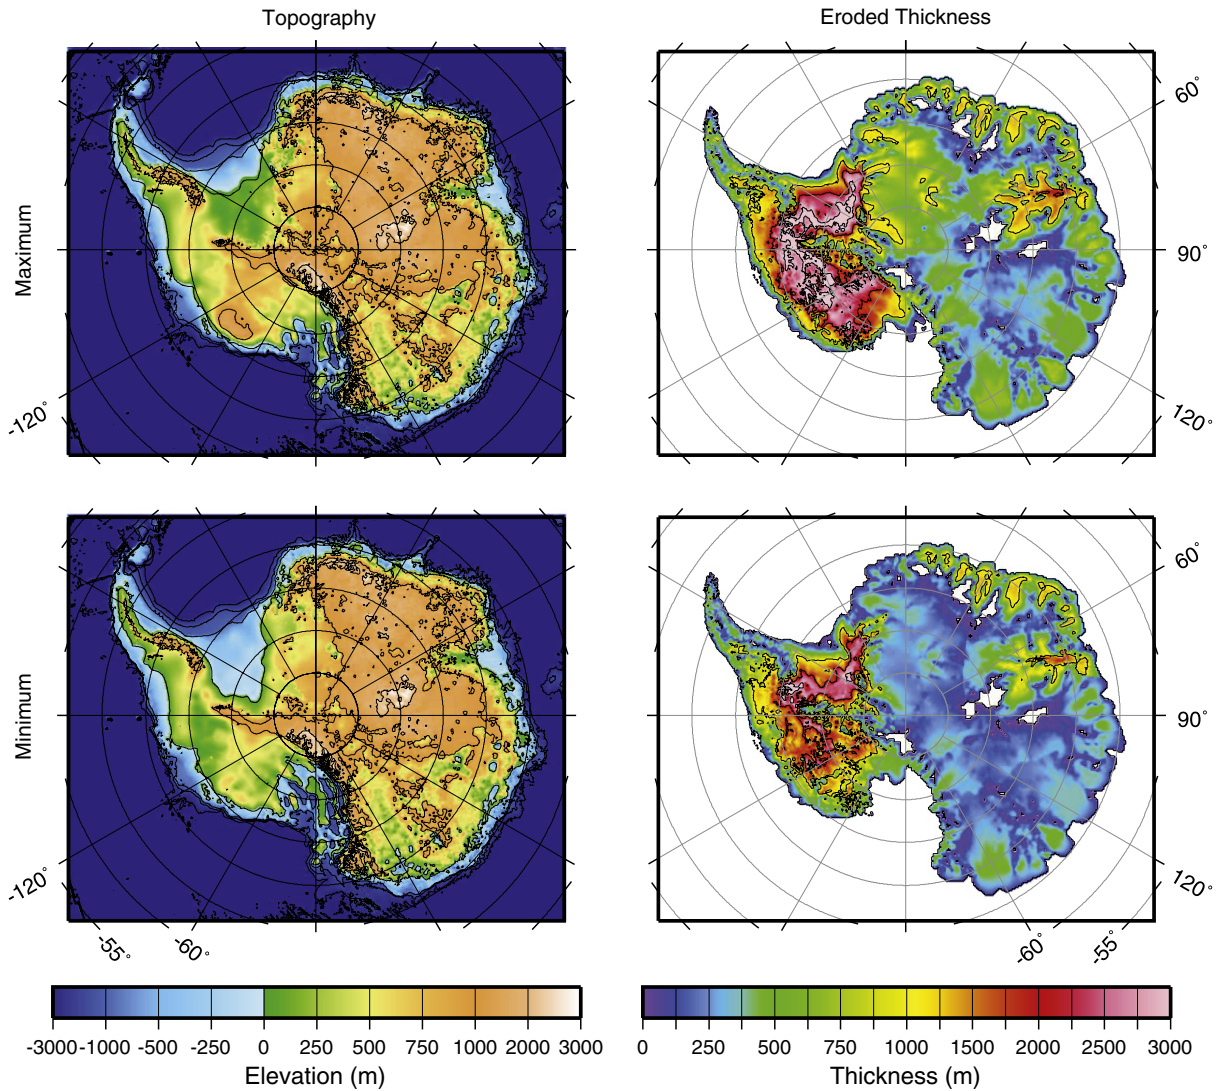 Topography
Eroded Thickness
Maximum
60°
90°
120°
-120°
Minimum
60°
90°
120°
-120°
-55° -60°
-60° -55°
-3000 -1000 -500 -250 0 250 500 750 1000 2000 3000
Elevation (m)
0 250 500 750 1000 1250 1500 2000 2500 3000
Thickness (m)